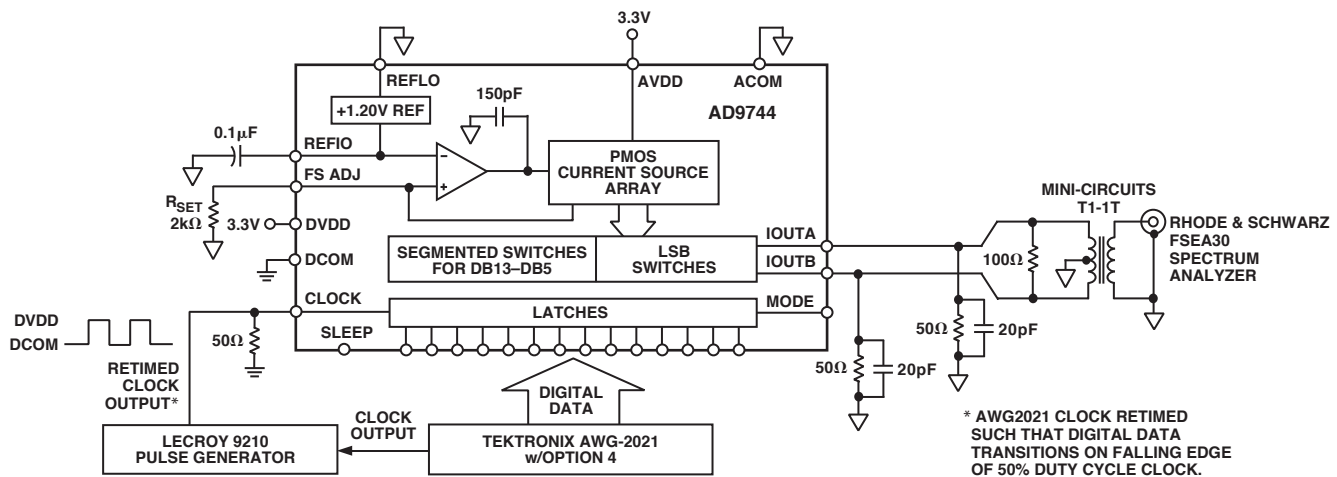 3.3V
REFLO
AVDD
ACOM
150pF
+1.20V REF
AD9744
0.1µF
REFIO
PMOS
CURRENT SOURCE
ARRAY
FS ADJ
RSET
2kΩ
3.3V
DVDD
MINI-CIRCUITS
T1-1T
RHODE & SCHWARZ
FSEA30
SPECTRUM
ANALYZER
IOUTA
SEGMENTED SWITCHES
FOR DB13–DB5
LSB
SWITCHES
DCOM
IOUTB
100Ω
CLOCK
LATCHES
MODE
DVDD
DCOM
50Ω
SLEEP
50Ω
20pF
50Ω
20pF
RETIMED
CLOCK
OUTPUT*
DIGITAL
DATA
CLOCK
OUTPUT
LECROY 9210
PULSE GENERATOR
TEKTRONIX AWG-2021
w/OPTION 4
* AWG2021 CLOCK RETIMED
SUCH THAT DIGITAL DATA
TRANSITIONS ON FALLING EDGE
OF 50% DUTY CYCLE CLOCK.